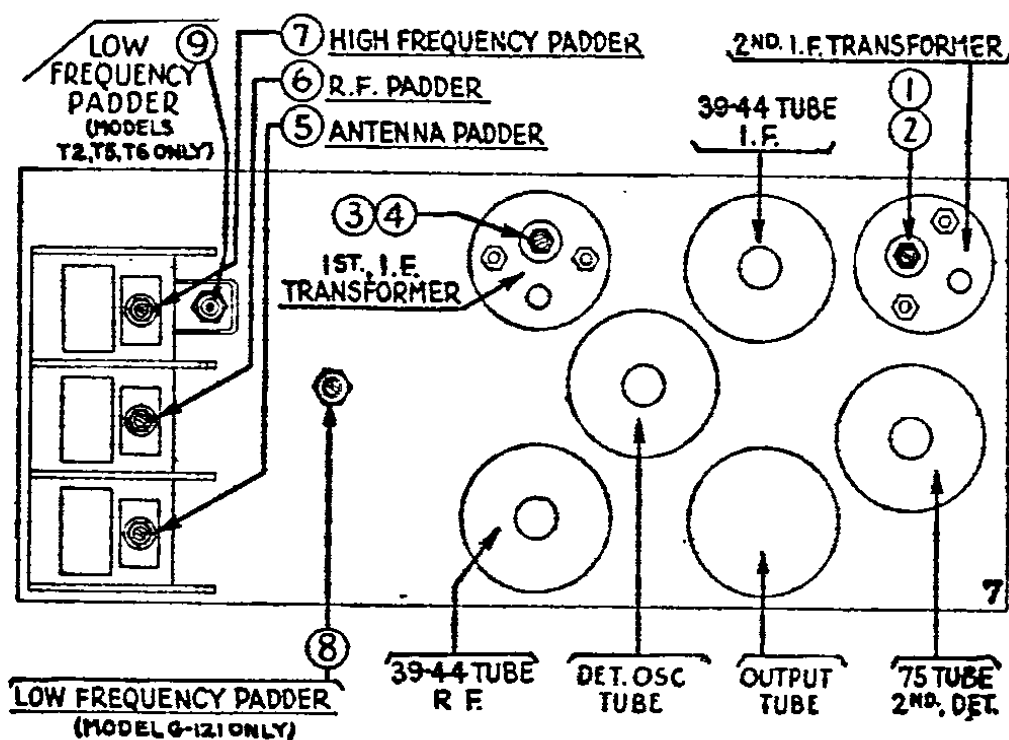 LOW
FREQUENCY
PADDER
(MODELS
T2, T5, T6 ONLY)
9
7 HIGH FREQUENCY PADDER
6 R.F. PADDER
5 ANTENNA PADDER
2ND. I.F. TRANSFORMER
1
2
39-44 TUBE
I.F.
3 4
1ST., I.F.
TRANSFORMER
7
8
LOW FREQUENCY PADDER
(MODEL G-121 ONLY)
39-44 TUBE
R F.
DET. OSC
TUBE
OUTPUT
TUBE
75 TUBE
2ND. DET.